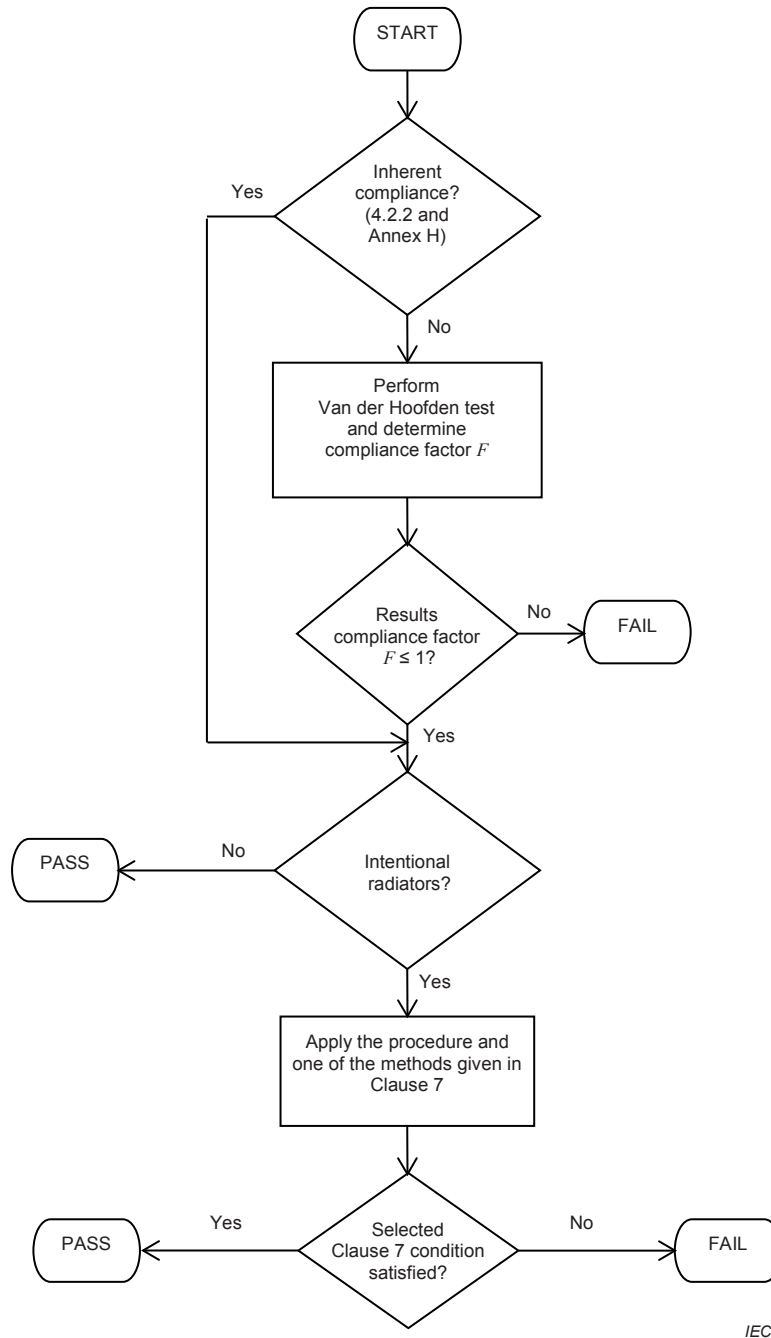 START
Inherent
compliance?
(4.2.2 and
Annex H)
Yes
No
Perform
Van der Hoofden test
and determine
compliance factor F
Results
compliance factor
F ≤ 1?
No
FAIL
Yes
Intentional
radiators?
No
PASS
Yes
Apply the procedure and
one of the methods given in
Clause 7
Selected
Clause 7 condition
satisfied?
Yes
PASS
No
FAIL
IEC